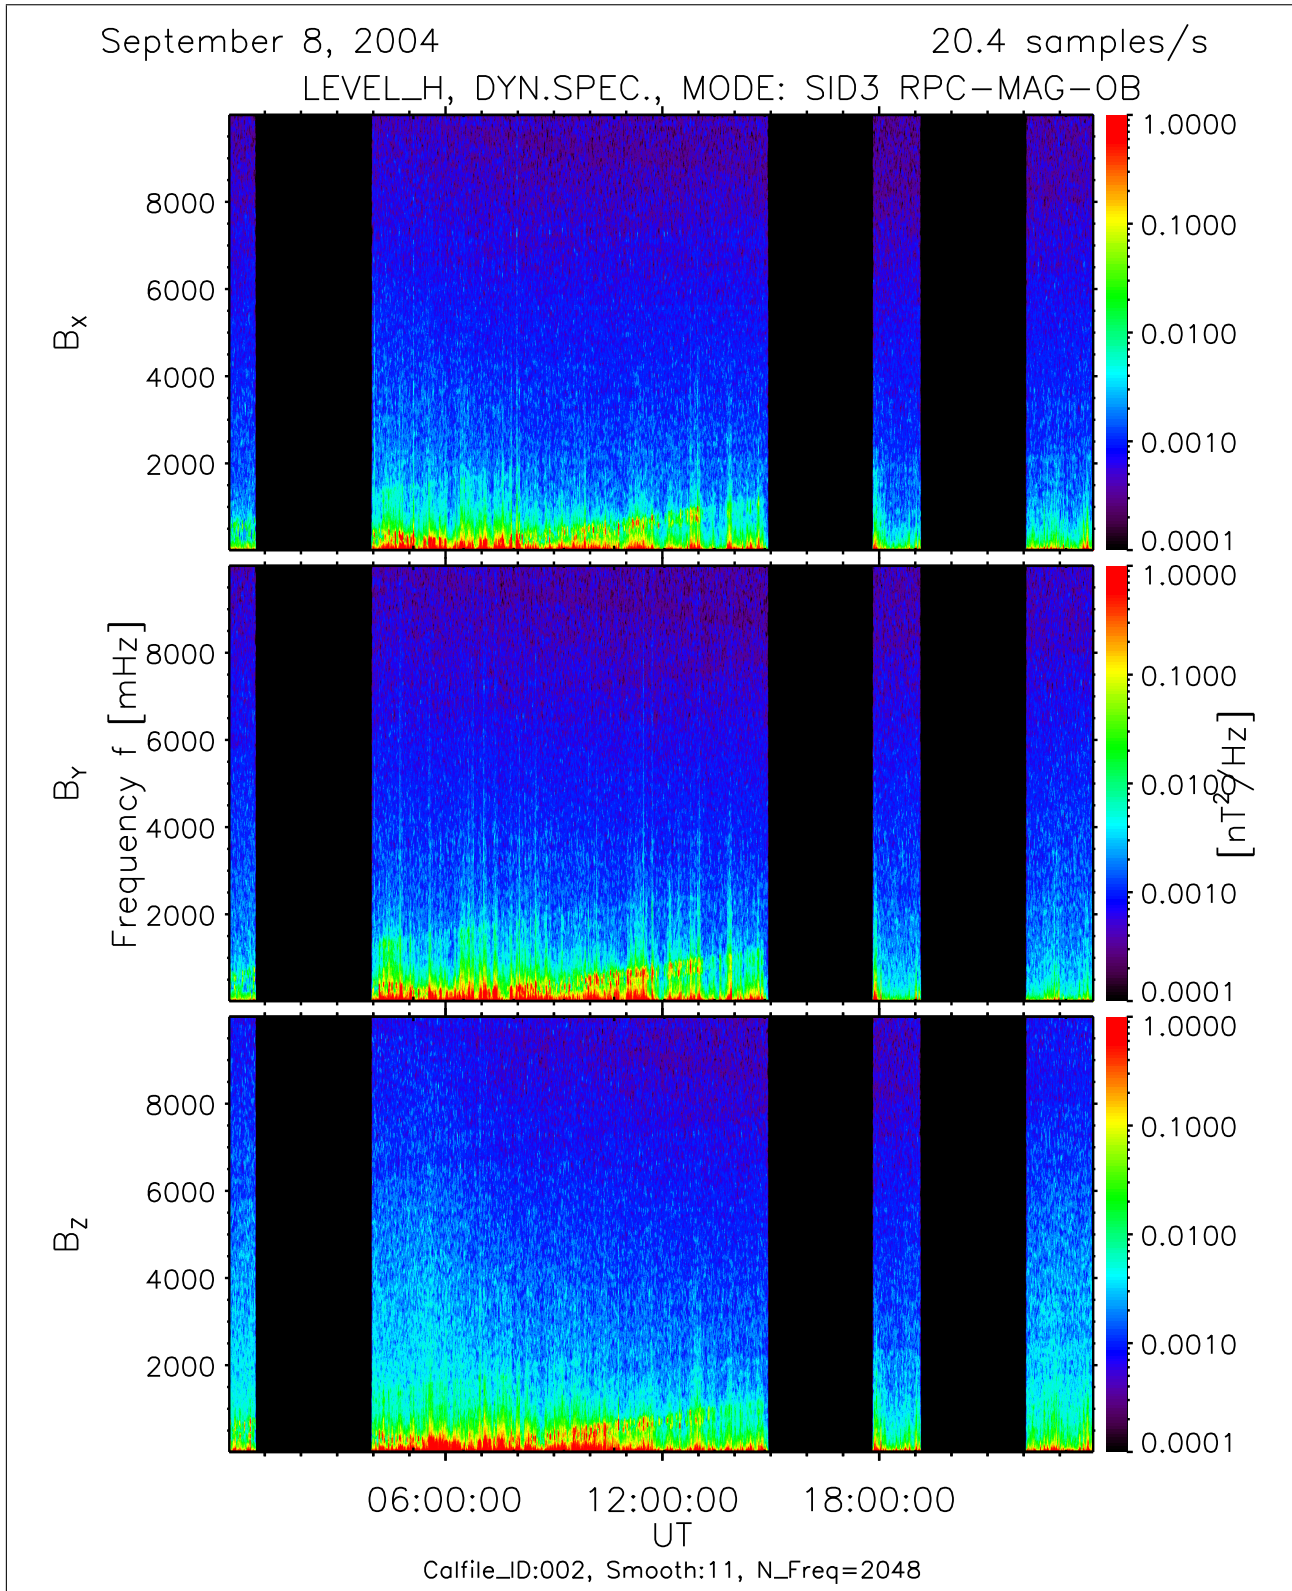 September 8, 2004
20.4 samples/s
LEVEL_H, DYN.SPEC., MODE: SID3 RPC-MAG-OB
BX
8000
6000
4000
2000
1.0000
0.1000
0.0100
0.0010
0.0001
BY
Frequency f [mHz]
8000
6000
4000
2000
1.0000
0.1000
0.0100
0.0010
0.0001
[nT²/Hz]
BZ
8000
6000
4000
2000
1.0000
0.1000
0.0100
0.0010
0.0001
06:00:00 12:00:00 18:00:00
UT
Calfile_ID:002, Smooth:11, N_Freq=2048